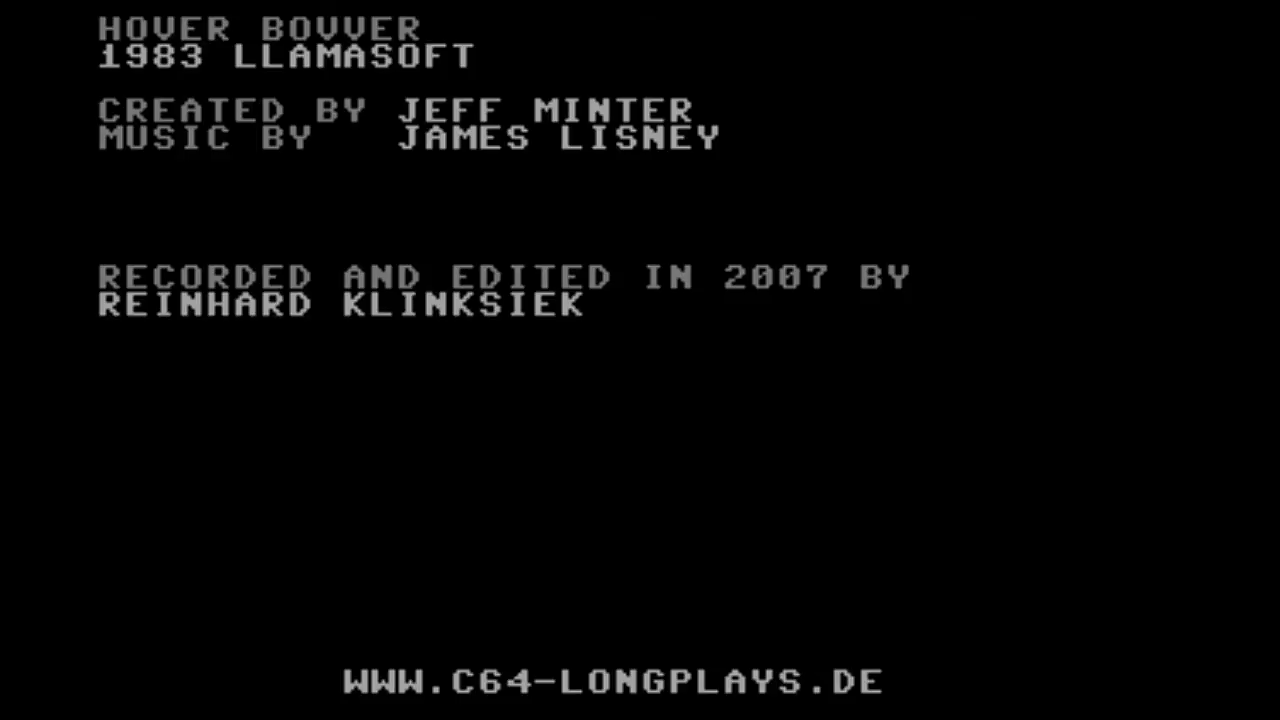 HOVER BOVVER
1983 LLAMASOFT
CREATED BY JEFF MINTER
MUSIC BY JAMES LISNEY
RECORDED AND EDITED IN 2007 BY
REINHARD KLINKSIEK
WWW.C64-LONGPLAYS.DE